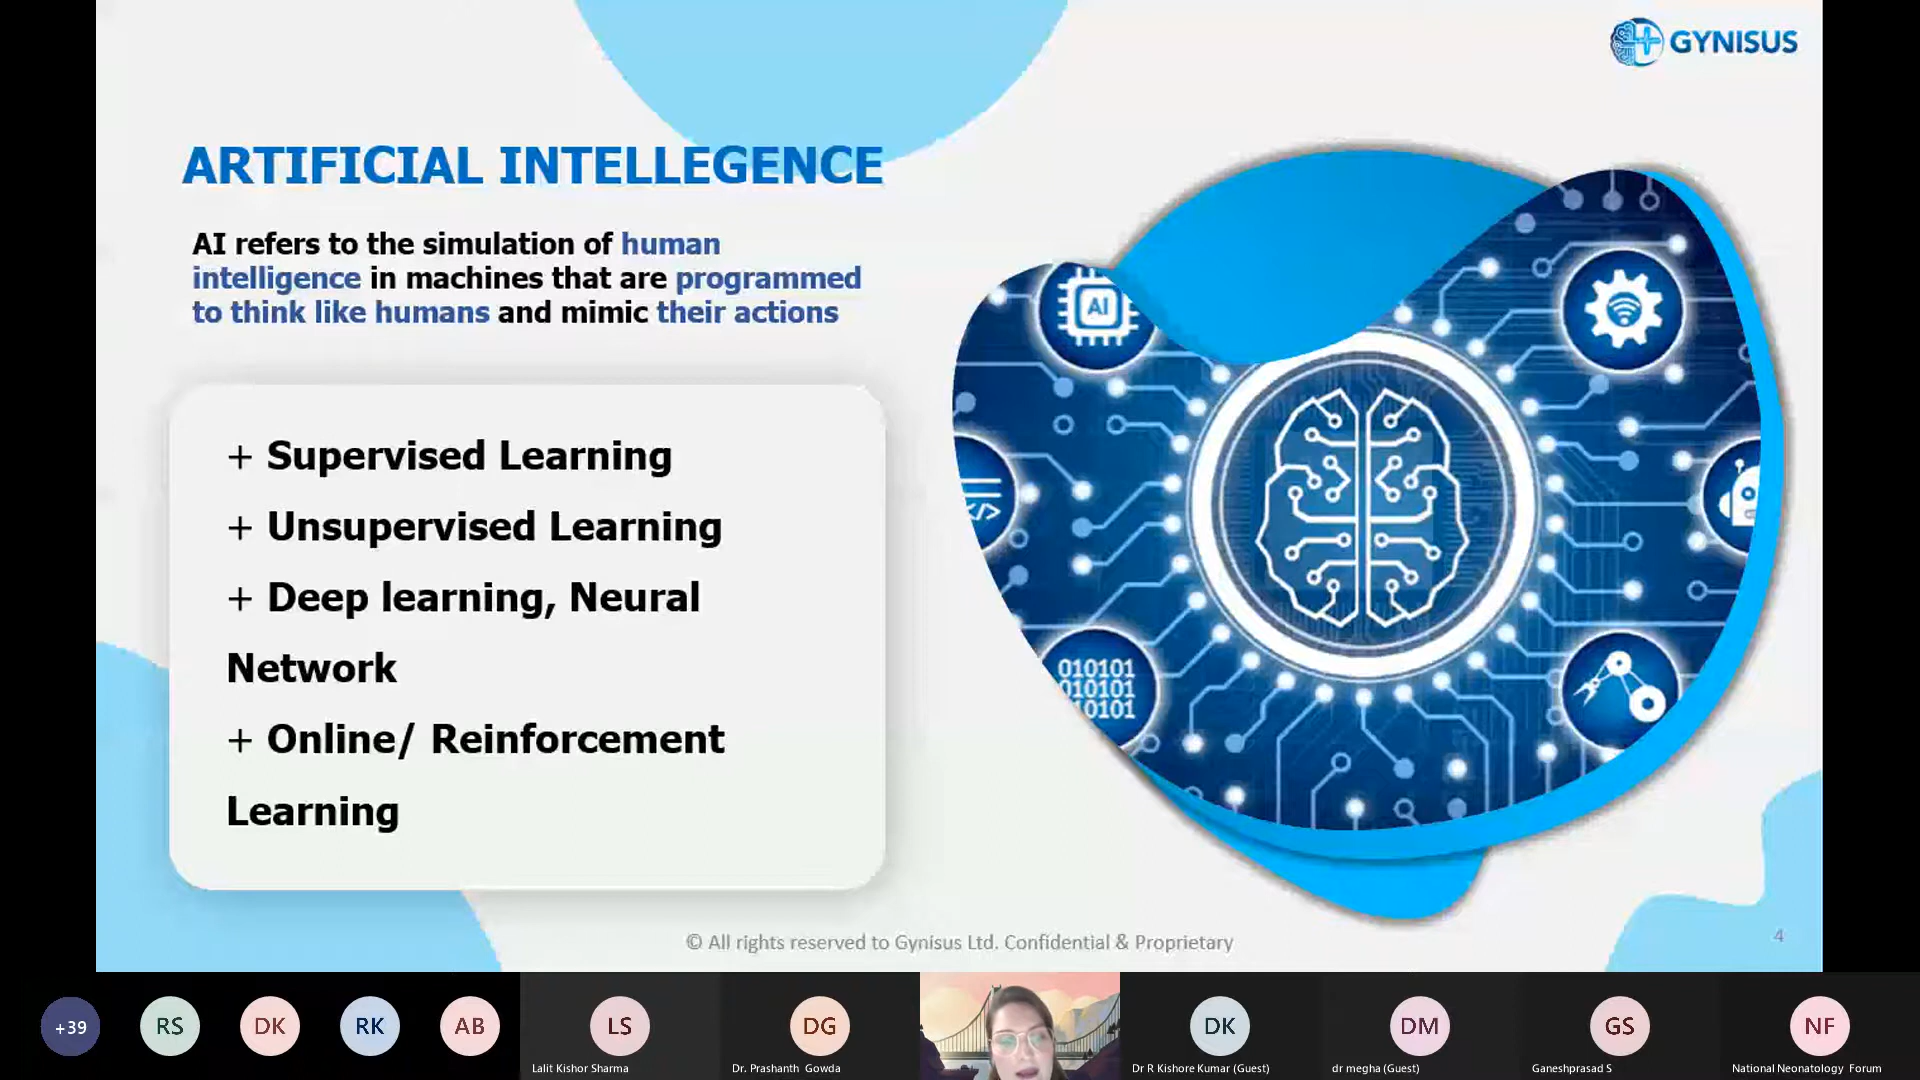 GYNISUS
ARTIFICIAL INTELLEGENCE
AI refers to the simulation of human
intelligence in machines that are programmed
to think like humans and mimic their actions
+ Supervised Learning
+ Unsupervised Learning
+ Deep learning, Neural
Network
+ Online/ Reinforcement
Learning
AI
</>
010101
010101
10101
© All rights reserved to Gynisus Ltd. Confidential & Proprietary
4
+39
RS
DK
RK
AB
LS
DG
DK
DM
GS
NF
Lalit Kishor Sharma
Dr. Prashanth Gowda
Dr R Kishore Kumar (Guest)
dr megha (Guest)
Ganeshprasad S
National Neonatology Forum